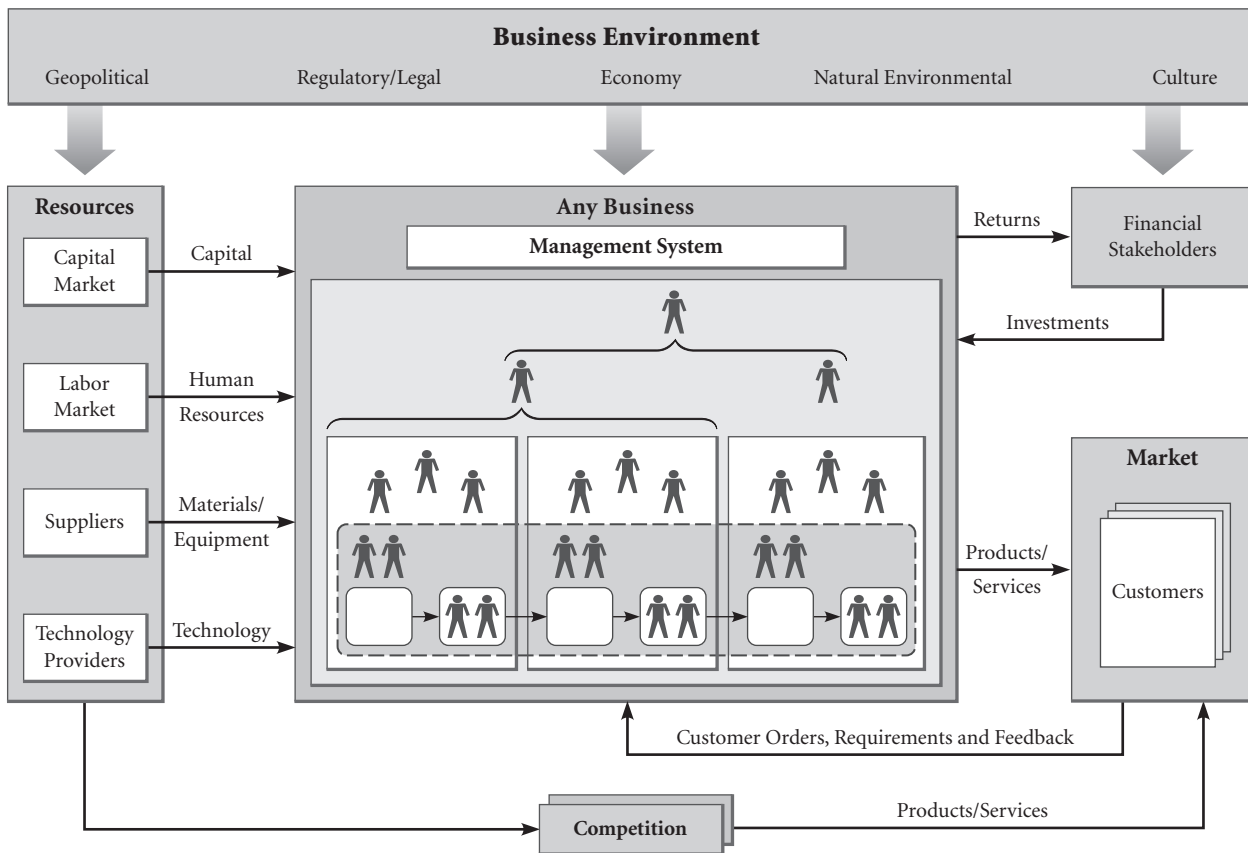 Business Environment
Geopolitical
Regulatory/Legal
Economy
Natural Environmental
Culture
Resources
Capital
Market
Labor
Market
Suppliers
Technology
Providers
Capital
Human
Resources
Materials/
Equipment
Technology
Any Business
Management System
Returns
Investments
Financial
Stakeholders
Products/
Services
Market
Customers
Customer Orders, Requirements and Feedback
Competition
Products/Services